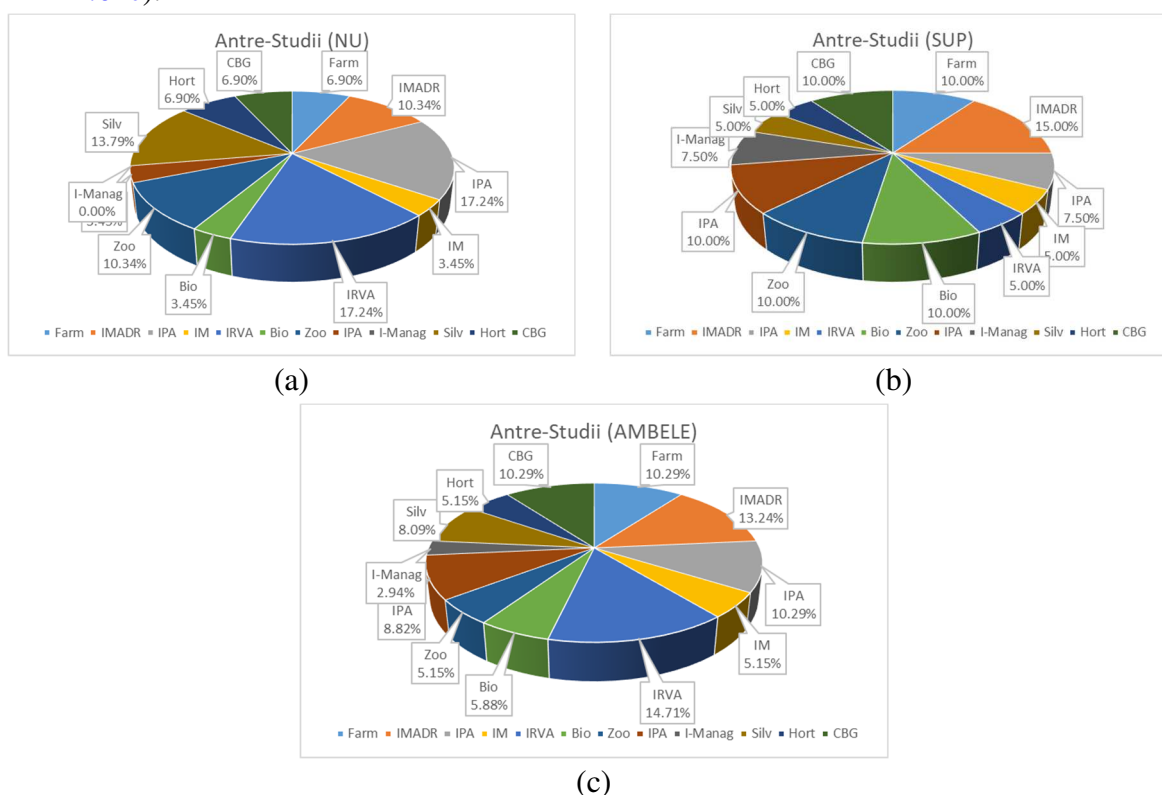 Antre-Studii (NU)
CBG
6.90%
Farm
6.90%
IMADR
10.34%
IPA
17.24%
IM
3.45%
IRVA
17.24%
Bio
3.45%
Zoo
10.34%
I-Manag
0.00%
Silv
13.79%
Hort
6.90%
Farm IMADR IPA IM IRVA Bio Zoo IPA I-Manag Silv Hort CBG
(a)
Antre-Studii (SUP)
CBG
10.00%
Farm
10.00%
IMADR
15.00%
IPA
7.50%
IM
5.00%
IRVA
5.00%
Bio
10.00%
Zoo
10.00%
IPA
10.00%
I-Manag
7.50%
Silv
5.00%
Hort
5.00%
Farm IMADR IPA IM IRVA Bio Zoo IPA I-Manag Silv Hort CBG
(b)
Antre-Studii (AMBELE)
CBG
10.29%
Farm
10.29%
IMADR
13.24%
IPA
10.29%
IM
5.15%
IRVA
14.71%
Bio
5.88%
Zoo
5.15%
IPA
8.82%
I-Manag
2.94%
Silv
8.09%
Hort
5.15%
Farm IMADR IPA IM IRVA Bio Zoo IPA I-Manag Silv Hort CBG
(c)